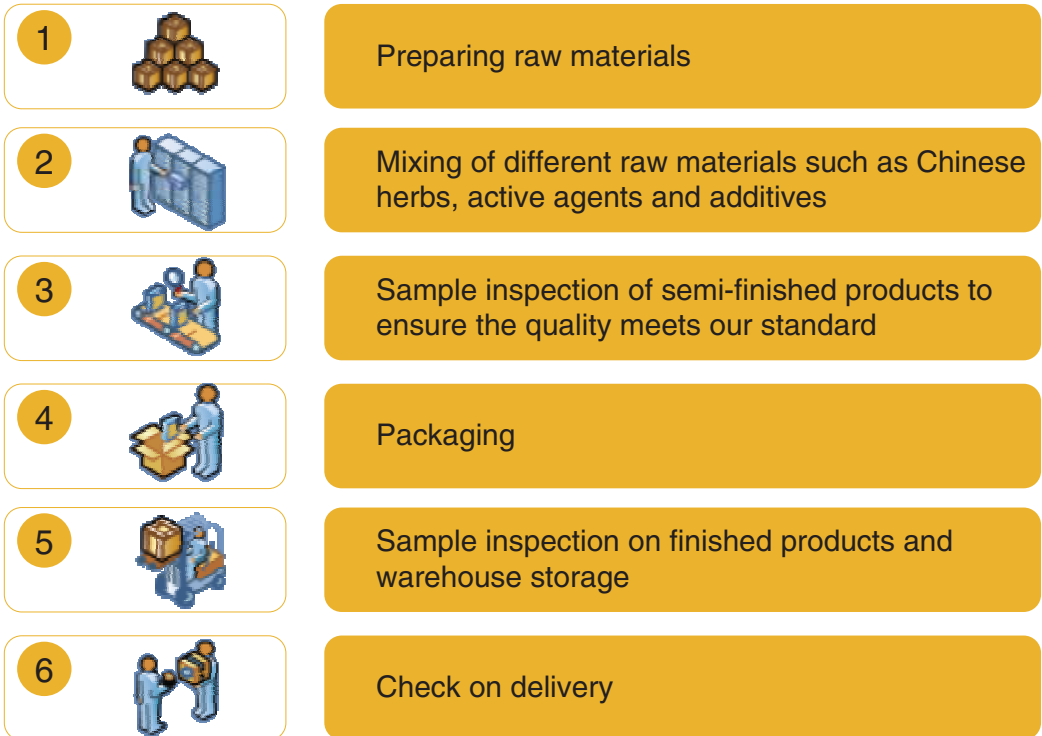 1
Preparing raw materials
2
Mixing of different raw materials such as Chinese
herbs, active agents and additives
3
Sample inspection of semi-finished products to
ensure the quality meets our standard
4
Packaging
5
Sample inspection on finished products and
warehouse storage
6
Check on delivery